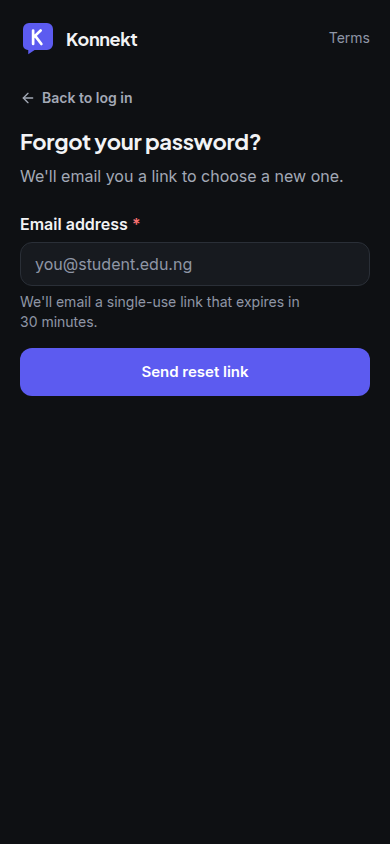 Konnekt
Terms
← Back to log in
Forgot your password?
We'll email you a link to choose a new one.
Email address *
you@student.edu.ng
We'll email a single-use link that expires in
30 minutes.
Send reset link